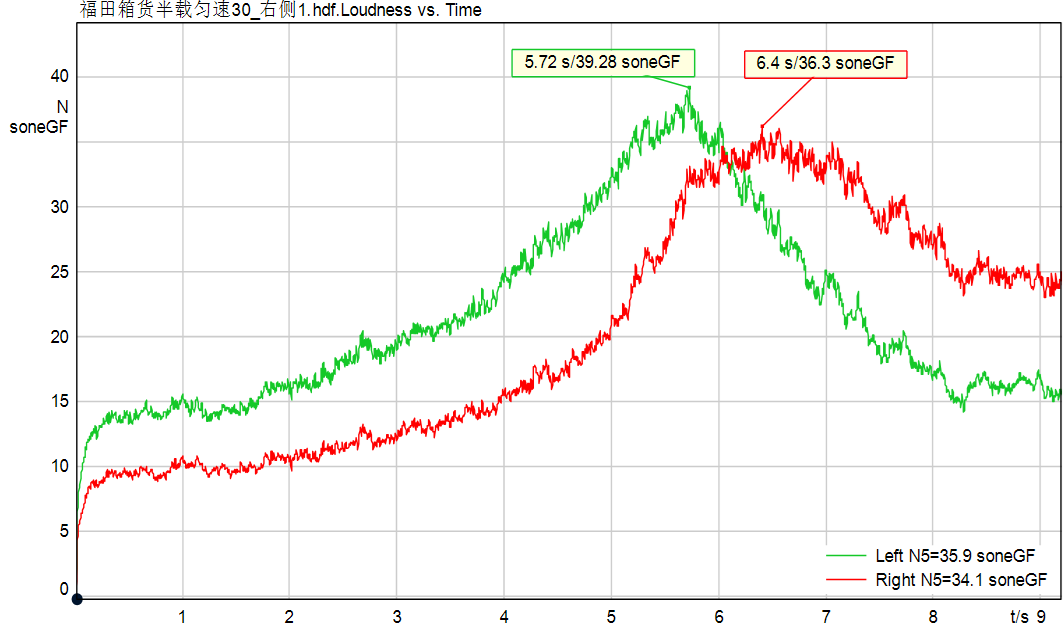 福田箱货半载匀速30_右侧1.hdf.Loudness vs. Time
5.72 s/39.28 soneGF
6.4 s/36.3 soneGF
40
N
soneGF
30
25
20
15
10
5
0
Left N5=35.9 soneGF
Right N5=34.1 soneGF
1 2 3 4 5 6 7 8 t/s 9